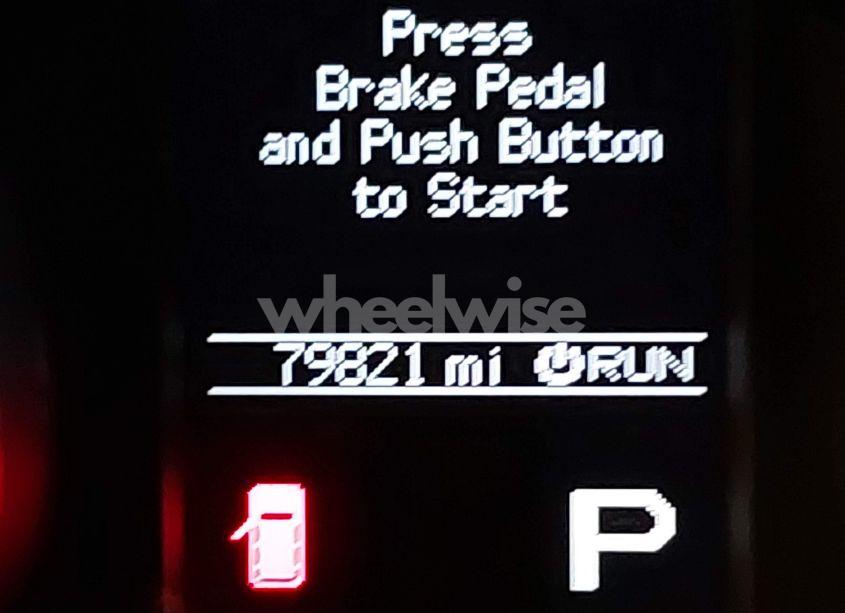 Press
Brake Pedal
and Push Button
to Start
wheelwise
79821 mi RUN
P